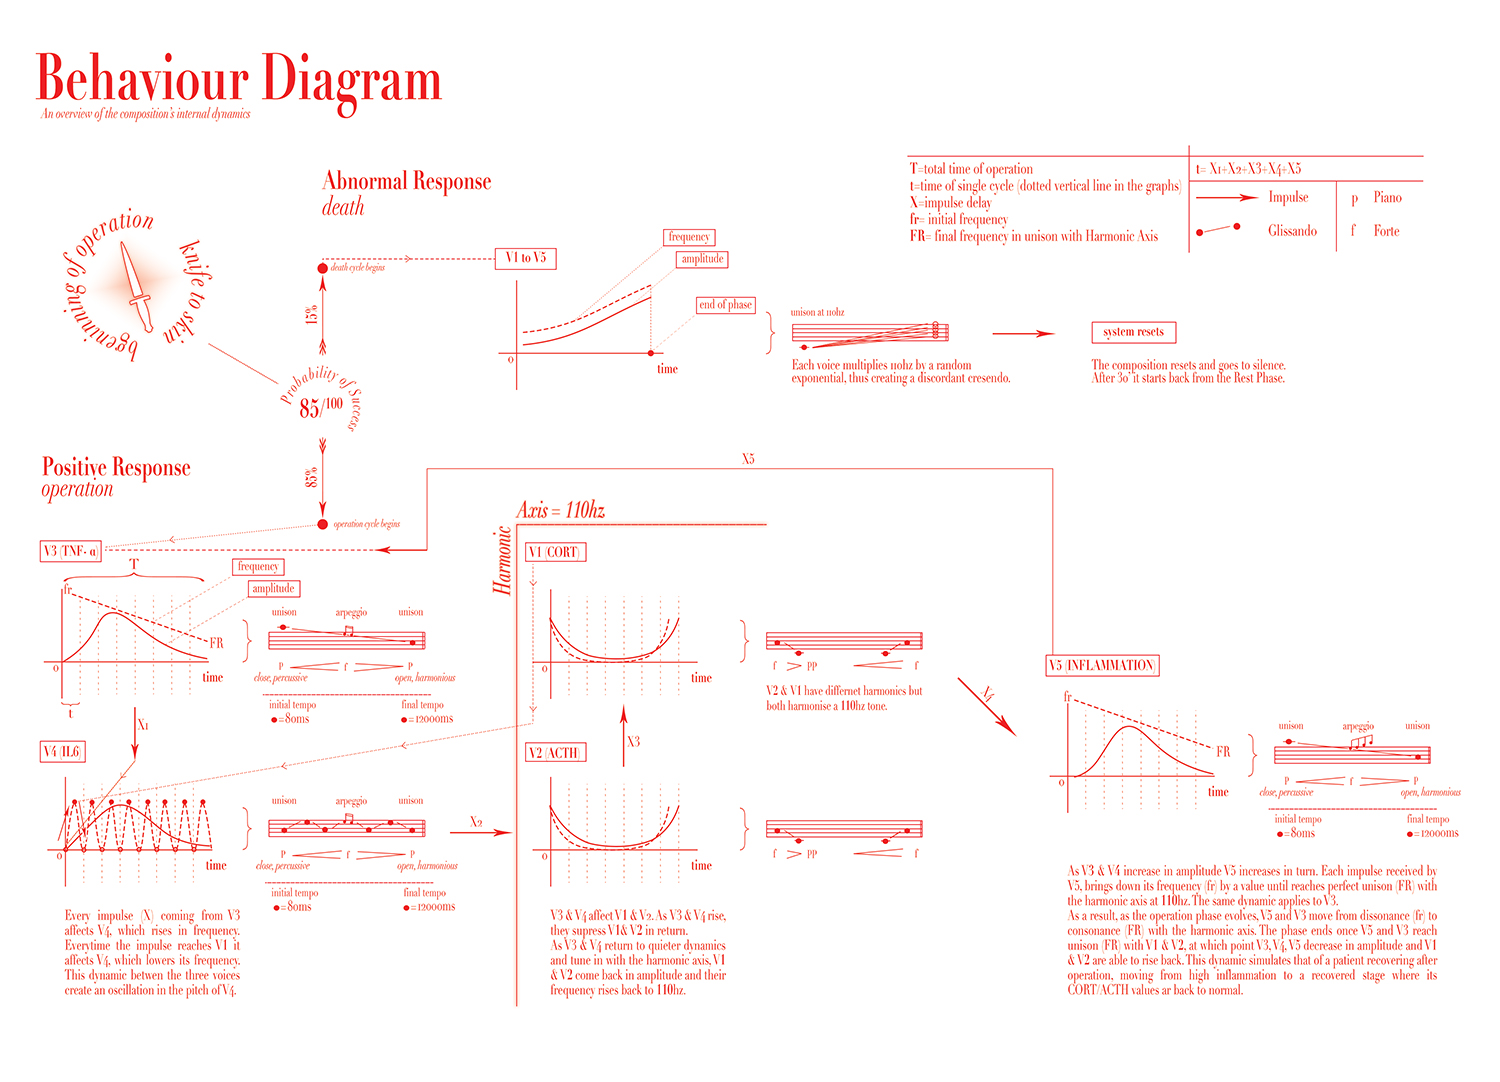 Behaviour Diagram
An overview of the composition's internal dynamics
bgenining of operation
knife to skin
Abnormal Response
death
death cycle begins
15%
Probability of Success
85/100
85%
operation cycle begins
V1 to V5
frequency
amplitude
end of phase
0
time
unison at 110hz
Each voice multiplies 110hz by a random
exponential, thus creating a discordant cresendo.
system resets
The composition resets and goes to silence.
After 30" it starts back from the Rest Phase.
T=total time of operation
t=time of single cycle (dotted vertical line in the graphs)
X=impulse delay
fr= initial frequency
FR= final frequency in unison with Harmonic Axis
t= X1+X2+X3+X4+X5
Impulse
Glissando
p Piano
f Forte
Positive Response
operation
X5
V3 (TNF- α)
T
frequency
amplitude
fr
FR
0
time
t
unison arpeggio unison
P f P
close, percussive open, harmonious
initial tempo final tempo
=80ms =12000ms
X1
V4 (IL6)
0
time
unison arpeggio unison
P f P
close, percussive open, harmonious
initial tempo final tempo
=80ms =12000ms
Every impulse (X) coming from V3
affects V4, which rises in frequency.
Everytime the impulse reaches V1 it
affects V4, which lowers its frequency.
This dynamic betwen the three voices
create an oscillation in the pitch of V4.
X2
Axis = 110hz
Harmonic
V1 (CORT)
0
time
f > pp f
V2 & V1 have differnet harmonics but
both harmonise a 110hz tone.
X3
V2 (ACTH)
0
time
f > pp f
V3 & V4 affect V1 & V2. As V3 & V4 rise,
they supress V1& V2 in return.
As V3 & V4 return to quieter dynamics
and tune in with the harmonic axis, V1
& V2 come back in amplitude and their
frequency rises back to 110hz.
X4
V5 (INFLAMMATION)
fr
FR
0
time
unison arpeggio unison
P f P
close, percussive open, harmonious
initial tempo final tempo
=80ms =12000ms
As V3 & V4 increase in amplitude V5 increases in turn. Each impulse received by
V5, brings down its frequency (fr) by a value until reaches perfect unison (FR) with
the harmonic axis at 110hz. The same dynamic applies to V3.
As a result, as the operation phase evolves, V5 and V3 move from dissonance (fr) to
consonance (FR) with the harmonic axis. The phase ends once V5 and V3 reach
unison (FR) with V1 & V2, at which point V3, V4, V5 decrease in amplitude and V1
& V2 are able to rise back. This dynamic simulates that of a patient recovering after
operation, moving from high inflammation to a recovered stage where its
CORT/ACTH values ar back to normal.